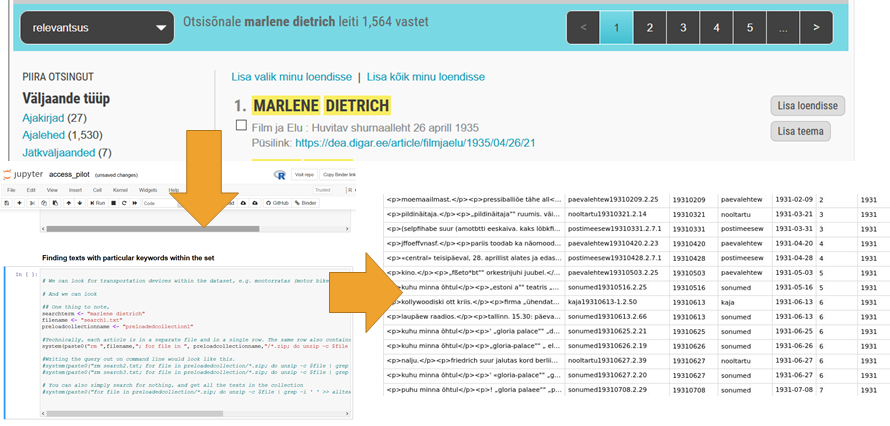 relevantsus
Otsisõnale marlene dietrich leiti 1,564 vastet
< 1 2 3 4 5 ... >
PIIRA OTSINGUT
Väljaande tüüp
Ajakirjad (27)
Ajalehed (1,530)
Jätkväljaanded (7)
Lisa valik minu loendisse | Lisa kõik minu loendisse
1. MARLENE DIETRICH
Film ja Elu : Huvitav shurnaalleht 26 aprill 1935
Püsilink: https://dea.digar.ee/article/filmjaelu/1935/04/26/21
Lisa loendisse
Lisa teema
jupyter access_pilot (unsaved changes)
Visit repo Copy Binder link
File Edit View Insert Cell Kernel Widgets Help
Trusted R
Run Code GitHub Binder
Finding texts with particular keywords within the set
In [ ]:
# We can look for transportation devices within the dataset, e.g. mootorratas (motor bike
# And we can look
## One thing to note,
searchterm <- "marlene dietrich"
filename <- "search1.txt"
preloadcollectionname <- "preloadedcollection1"
#Technically, each article is in a separate file and is a single row. The same row also contains
system(paste0("rm ",filename,"; for file in ", preloadcollectionname,"/*.zip; do unzip -c $file
#Writing the query out on command line would look like this.
#system(paste0("rm search2.txt; for file in preloadedcollection/*.zip; do unzip -c $file | grep
#system(paste0("rm search3.txt; for file in preloadedcollection/*.zip; do unzip -c $file | grep
# You can also simply search for nothing, and get all the texts in the collection
#system(paste0("for file in preloadedcollection/*.zip; do unzip -c $file | grep -i ' ' >> alltex
<p>moemaailmast.</p><p>pressiballiõe tähe all<... paevalehtew19310209.2.25 19310209 paevalehtew 1931-02-09 2 1931
<p>pildinäitaja.</p><p>„pildinäitaja"" ruumis. väi... nooltartu19310321.2.14 19310321 nooltartu 1931-03-21 3 1931
<p>(selpfihabe suur (amotbtti eeskaiva. kaks lõbkfi... postimeesew19310331.2.7.1 19310331 postimeesew 1931-03-31 3 1931
<p>jffoeffvnasf.</p><p>pariis toodab ka näomood... paevalehtew19310420.2.23 19310420 paevalehtew 1931-04-20 4 1931
<p>«central» teisipäeval, 28. aprillist alates ja edas... postimeesew19310428.2.7.1 19310428 postimeesew 1931-04-28 4 1931
<p>kino.</p><p>„fßeto*bt"" orkestrijuhi juubel.</... paevalehtew19310503.2.25 19310503 paevalehtew 1931-05-03 5 1931
<p>kuhu minna õhtul</p><p>„estoni a"" teatris „... sonumed19310516.2.25 19310516 sonumed 1931-05-16 5 1931
<p>kollywoodiski ott kriis.</p><p>firma „ühendat... kaja19310613-1.2.50 19310613 kaja 1931-06-13 6 1931
<p>laupäew raadios.</p><p>tallinn. 15.30: päeva... sonumed19310613.2.66 19310613 sonumed 1931-06-13 6 1931
<p>kuhu minna õhtul</p><p>' „gloria palace"" „d... sonumed19310625.2.21 19310625 sonumed 1931-06-25 6 1931
<p>kuhu minna õhtul</p><p>„gloria-palace"" „ el... sonumed19310626.2.19 19310626 sonumed 1931-06-26 6 1931
<p>nalju.</p><p>friedrich suur jalutas kord berlii... sonumed19310627.2.39 19310627 sonumed 1931-06-27 6 1931
<p>kuhu minna õhtul</p><p>„gloria-palace"" „... sonumed19310627.2.20 19310627 sonumed 1931-06-27 6 1931
<p>kuhu minna õhtul</p><p>! „gloria palaee"" „p... sonumed19310708.2.29 19310708 sonumed 1931-07-08 7 1931